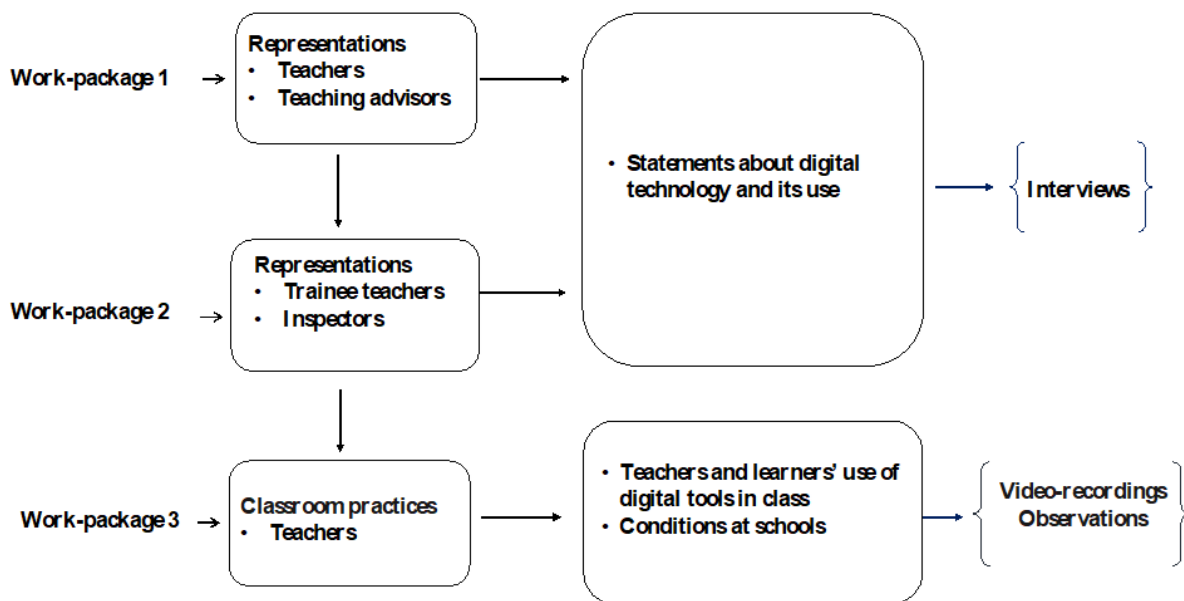 Representations
• Teachers
• Teaching advisors
Work-package 1
• Statements about digital
technology and its use
Interviews
Representations
• Trainee teachers
• Inspectors
Work-package 2
Classroom practices
• Teachers
Work-package 3
• Teachers and learners' use of
digital tools in class
• Conditions at schools
Video-recordings
Observations